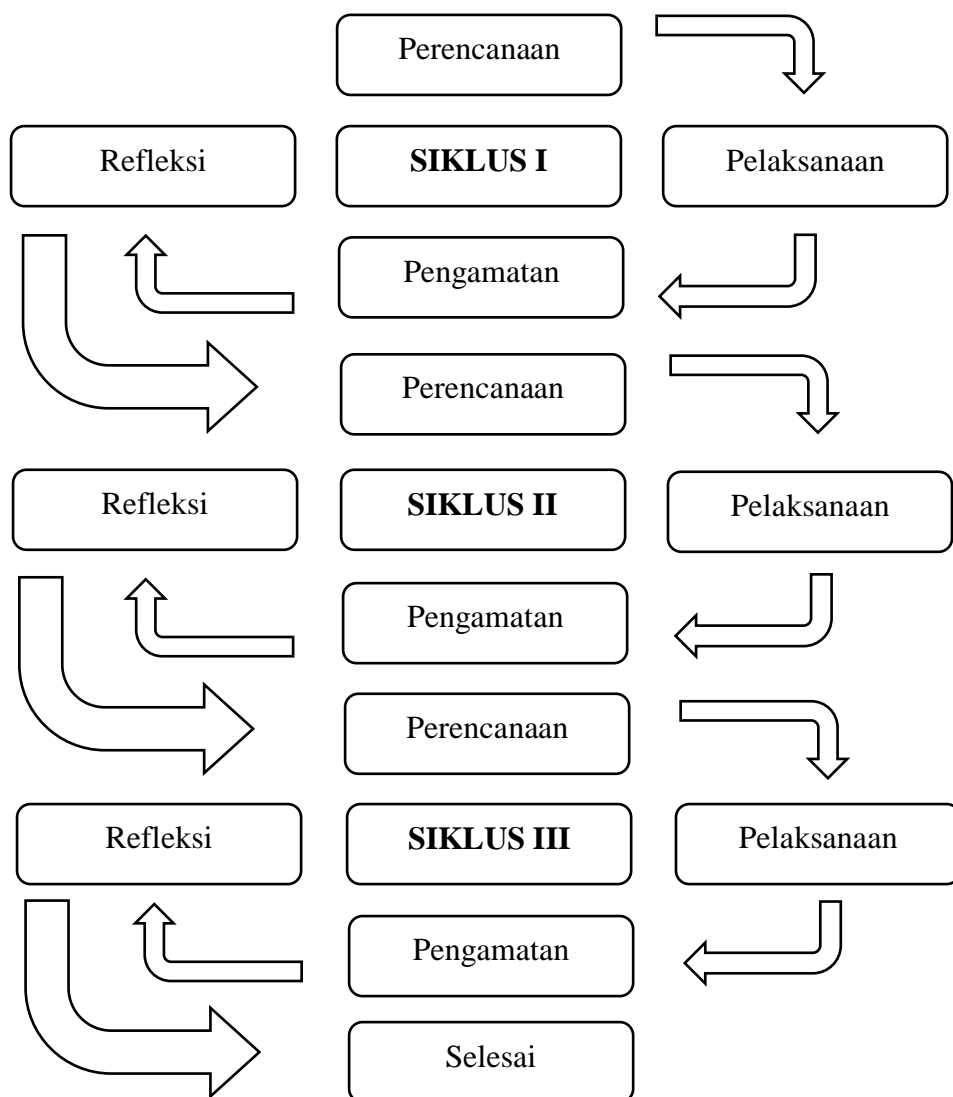 Perencanaan
Refleksi
SIKLUS I
Pelaksanaan
Pengamatan
Perencanaan
Refleksi
SIKLUS II
Pelaksanaan
Pengamatan
Perencanaan
Refleksi
SIKLUS III
Pelaksanaan
Pengamatan
Selesai